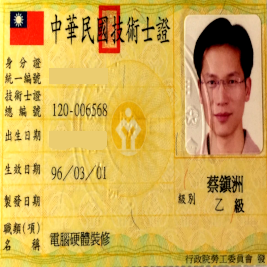 中華民國技術士證
身分證
統一編號
技術士證
總編號 120-006568
出生日期
生效日期 96/03/01
製發日期
職類(項)
名稱 電腦硬體裝修
蔡鎮洲
級別 乙級
行政院勞工委員會 發